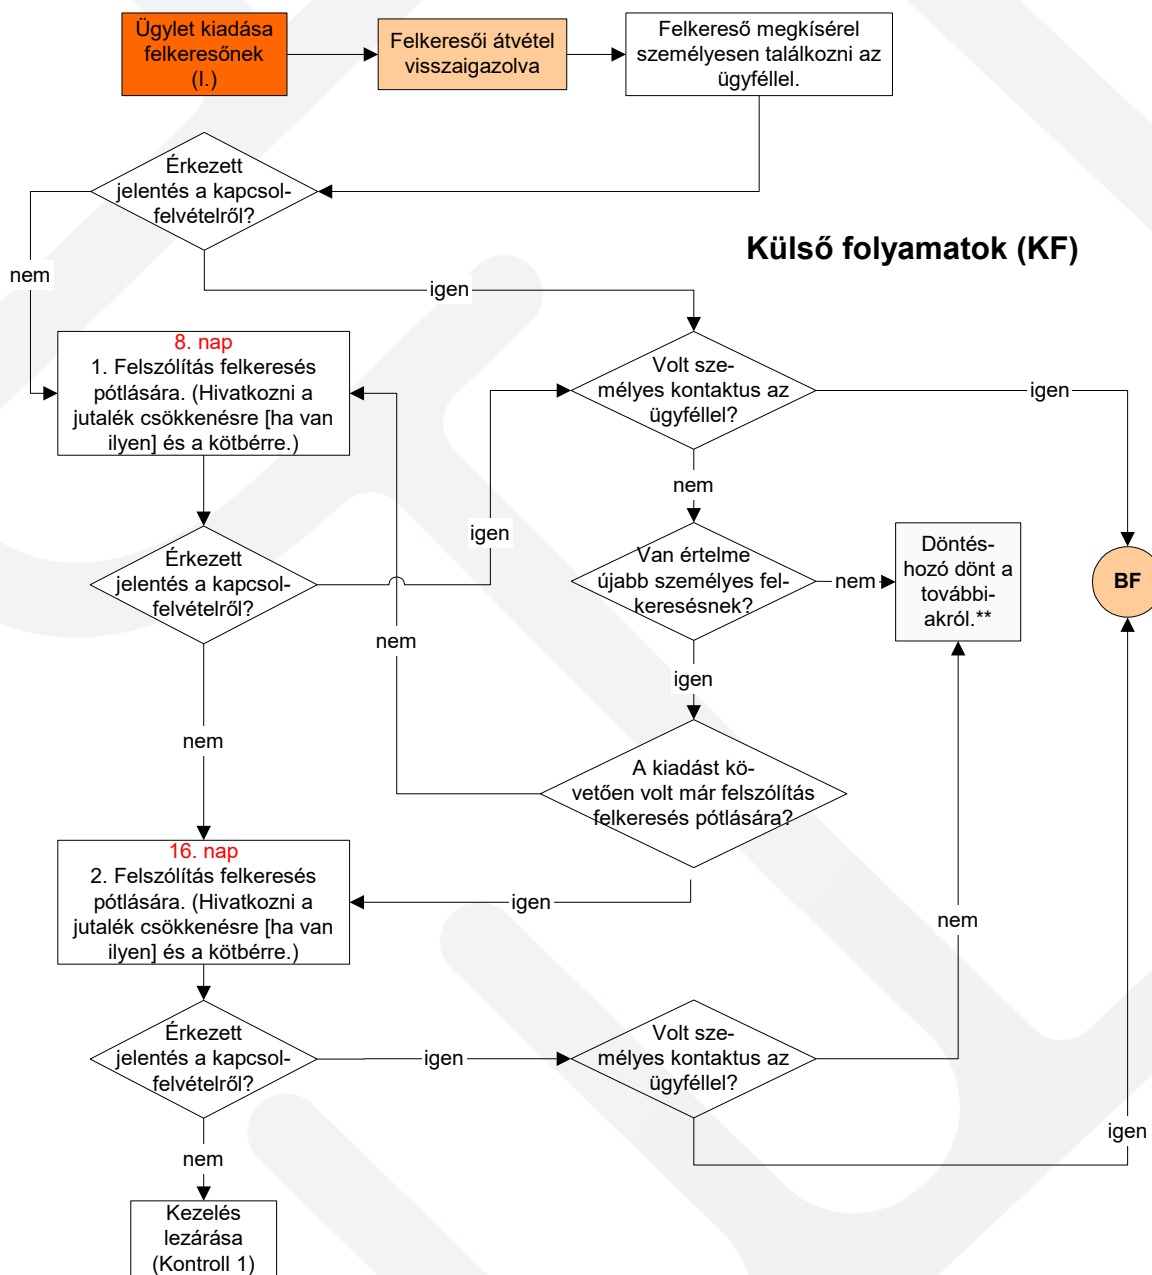 Ügylet kiadása
felkeresőnek
(I.)
Felkeresői átvétel
visszaigazolva
Felkereső megkísérel
személyesen találkozni az
ügyféllel.
Érkezett
jelentés a kapcsol-
felvételről?
Külső folyamatok (KF)
nem
igen
8. nap
1. Felszólítás felkeresés
pótlására. (Hivatkozni a
jutalék csökkenésre [ha van
ilyen] és a kötbérre.)
Volt sze-
mélyes kontaktus az
ügyféllel?
igen
nem
igen
Érkezett
jelentés a kapcsol-
felvételről?
Van értelme
újabb személyes fel-
keresésnek?
nem
Döntés-
hozó dönt a
további-
akról.**
BF
nem
igen
nem
A kiadást kö-
vetően volt már felszólítás
felkeresés pótlására?
16. nap
2. Felszólítás felkeresés
pótlására. (Hivatkozni a
jutalék csökkenésre [ha van
ilyen] és a kötbérre.)
igen
nem
Érkezett
jelentés a kapcsol-
felvételről?
igen
Volt sze-
mélyes kontaktus az
ügyféllel?
igen
nem
Kezelés
lezárása
(Kontroll 1)